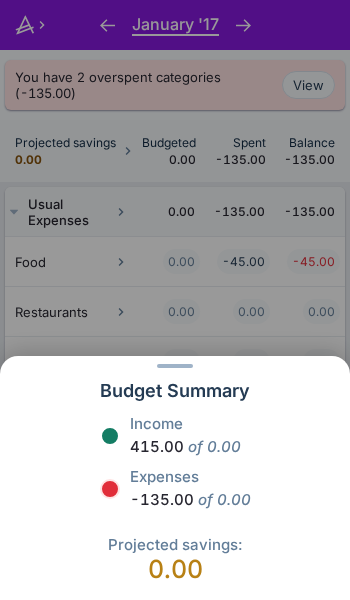 January '17
You have 2 overspent categories
(-135.00)
View
Projected savings Budgeted Spent Balance
0.00 0.00 -135.00 -135.00
Usual
Expenses
0.00 -135.00 -135.00
Food 0.00 -45.00 -45.00
Restaurants 0.00 0.00 0.00
Budget Summary
Income
415.00 of 0.00
Expenses
-135.00 of 0.00
Projected savings:
0.00